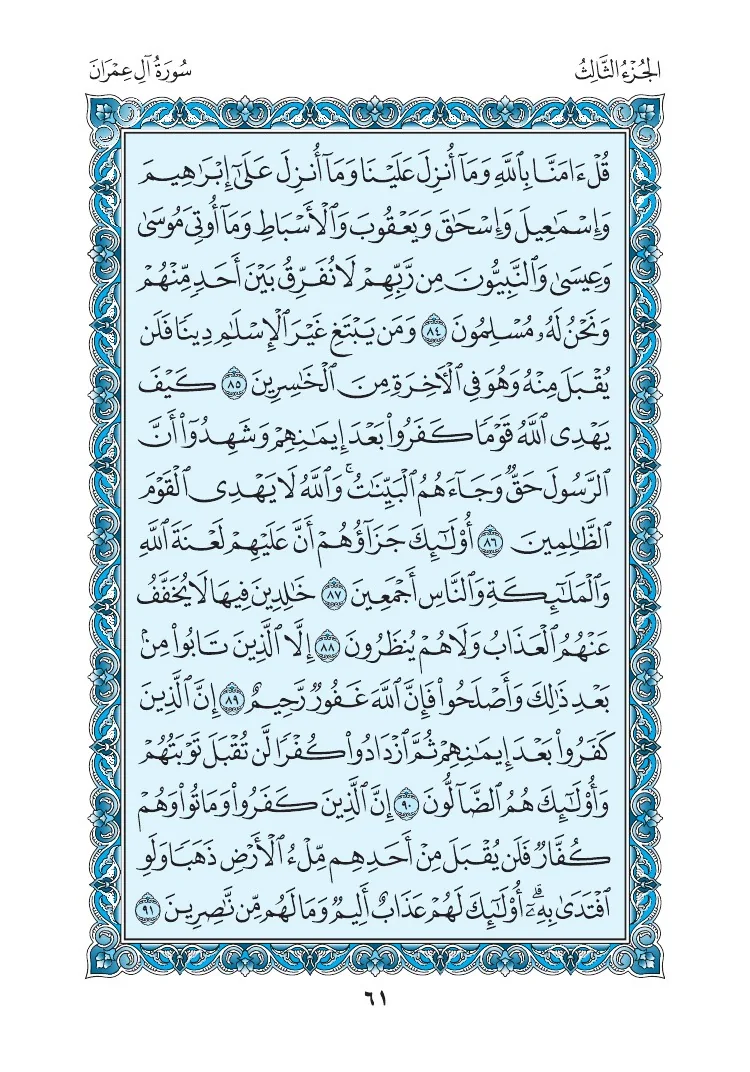 الجُزْءُ الثَّالِثُ
سُورَةُ آلِ عِمْرَانَ
قُلْ ءَامَنَّا بِٱللَّهِ وَمَآ أُنزِلَ عَلَيْنَا وَمَآ أُنزِلَ عَلَىٰٓ إِبْرَٰهِيمَ
وَإِسْمَٰعِيلَ وَإِسْحَٰقَ وَيَعْقُوبَ وَٱلْأَسْبَاطِ وَمَآ أُوتِيَ مُوسَىٰ
وَعِيسَىٰ وَٱلنَّبِيُّونَ مِن رَّبِّهِمْ لَا نُفَرِّقُ بَيْنَ أَحَدٍ مِّنْهُمْ
وَنَحْنُ لَهُۥ مُسْلِمُونَ ٨٤ وَمَن يَبْتَغِ غَيْرَ ٱلْإِسْلَٰمِ دِينًا فَلَن
يُقْبَلَ مِنْهُ وَهُوَ فِي ٱلْأٓخِرَةِ مِنَ ٱلْخَٰسِرِينَ ٨٥ كَيْفَ
يَهْدِي ٱللَّهُ قَوْمًا كَفَرُوا۟ بَعْدَ إِيمَٰنِهِمْ وَشَهِدُوٓا۟ أَنَّ
ٱلرَّسُولَ حَقٌّ وَجَآءَهُمُ ٱلْبَيِّنَٰتُ ۚ وَٱللَّهُ لَا يَهْدِي ٱلْقَوْمَ
ٱلظَّٰلِمِينَ ٨٦ أُو۟لَٰٓئِكَ جَزَآؤُهُمْ أَنَّ عَلَيْهِمْ لَعْنَةَ ٱللَّهِ
وَٱلْمَلَٰٓئِكَةِ وَٱلنَّاسِ أَجْمَعِينَ ٨٧ خَٰلِدِينَ فِيهَا لَا يُخَفَّفُ
عَنْهُمُ ٱلْعَذَابُ وَلَا هُمْ يُنظَرُونَ ٨٨ إِلَّا ٱلَّذِينَ تَابُوا۟ مِنۢ
بَعْدِ ذَٰلِكَ وَأَصْلَحُوا۟ فَإِنَّ ٱللَّهَ غَفُورٌ رَّحِيمٌ ٨٩ إِنَّ ٱلَّذِينَ
كَفَرُوا۟ بَعْدَ إِيمَٰنِهِمْ ثُمَّ ٱزْدَادُوا۟ كُفْرًا لَّن تُقْبَلَ تَوْبَتُهُمْ
وَأُو۟لَٰٓئِكَ هُمُ ٱلضَّآلُّونَ ٩٠ إِنَّ ٱلَّذِينَ كَفَرُوا۟ وَمَاتُوا۟ وَهُمْ
كُفَّارٌ فَلَن يُقْبَلَ مِنْ أَحَدِهِم مِّلْءُ ٱلْأَرْضِ ذَهَبًا وَلَوِ
ٱفْتَدَىٰ بِهِۦٓ ۗ أُو۟لَٰٓئِكَ لَهُمْ عَذَابٌ أَلِيمٌ وَمَا لَهُم مِّن نَّٰصِرِينَ ٩١
٦١